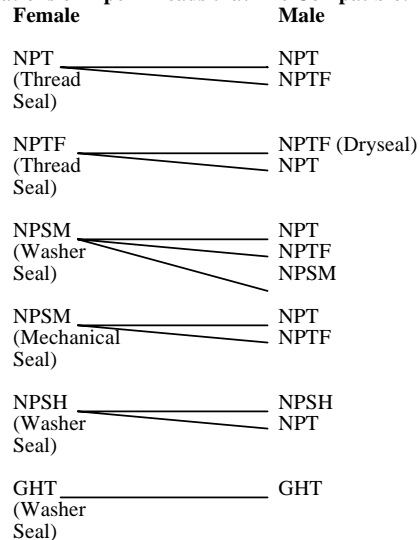 Female Male
NPT NPT
(Thread NPTF
Seal)
NPTF NPTF (Dryseal)
(Thread NPT
Seal)
NPSM NPT
(Washer NPTF
Seal) NPSM
NPSM NPT
(Mechanical NPTF
Seal)
NPSH NPSH
(Washer NPT
Seal)
GHT GHT
(Washer
Seal)